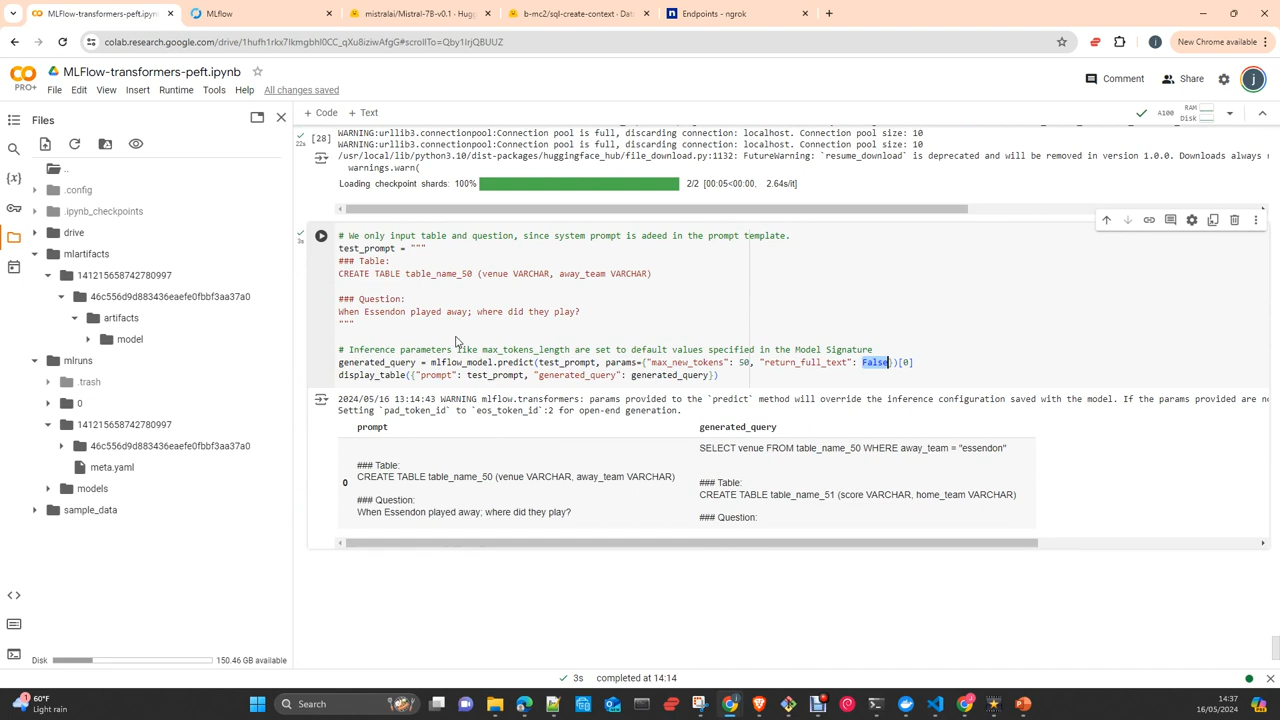 MLFlow-transformers-peft.ipynb
MLflow
mistralai/Mistral-7B-v0.1 - Hugg
b-mc2/sql-create-context - Dat
Endpoints - ngrok
colab.research.google.com/drive/1hufh1rkx7lkmgbhl0CC_qXu8iziwAfgG#scrollTo=Qby1IrjQBUUZ
New Chrome available
PRO+
MLFlow-transformers-peft.ipynb
File Edit View Insert Runtime Tools Help All changes saved
Comment
Share
Files
+ Code + Text
A100
RAM
Disk
..
.config
.ipynb_checkpoints
drive
mlartifacts
141215658742780997
46c556d9d883436eaefe0fbbf3aa37a0
artifacts
model
mlruns
.trash
0
141215658742780997
46c556d9d883436eaefe0fbbf3aa37a0
meta.yaml
models
sample_data
Disk
150.46 GB available
[28]
22s
WARNING:urllib3.connectionpool:Connection pool is full, discarding connection: localhost. Connection pool size: 10
WARNING:urllib3.connectionpool:Connection pool is full, discarding connection: localhost. Connection pool size: 10
/usr/local/lib/python3.10/dist-packages/huggingface_hub/file_download.py:1132: FutureWarning: `resume_download` is deprecated and will be removed in version 1.0.0. Downloads always r
warnings.warn(
Loading checkpoint shards: 100% 2/2 [00:05<00:00, 2.64s/it]
3s
# We only input table and question, since system prompt is adeed in the prompt template.
test_prompt = """
### Table:
CREATE TABLE table_name_50 (venue VARCHAR, away_team VARCHAR)
### Question:
When Essendon played away; where did they play?
"""
# Inference parameters like max_tokens_length are set to default values specified in the Model Signature
generated_query = mlflow_model.predict(test_prompt, params={"max_new_tokens": 50, "return_full_text": False})[0]
display_table({"prompt": test_prompt, "generated_query": generated_query})
2024/05/16 13:14:43 WARNING mlflow.transformers: params provided to the `predict` method will override the inference configuration saved with the model. If the params provided are no
Setting `pad_token_id` to `eos_token_id`:2 for open-end generation.
prompt generated_query
0
### Table:
CREATE TABLE table_name_50 (venue VARCHAR, away_team VARCHAR)
### Question:
When Essendon played away; where did they play?
SELECT venue FROM table_name_50 WHERE away_team = "essendon"
### Table:
CREATE TABLE table_name_51 (score VARCHAR, home_team VARCHAR)
### Question:
3s completed at 14:14
60°F
Light rain
Search
14:37
16/05/2024